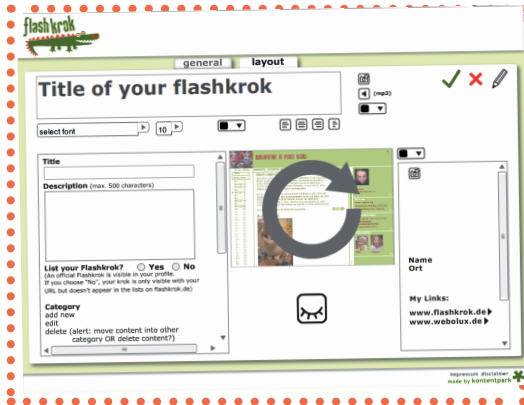 flashkrok
general
layout
Title of your flashkrok
(mp3)
select font
10
Title
Description (max. 500 characters)
List your Flashkrok? Yes No
(An official Flashkrok is visible in your profile.
If you choose "No", your krok is only visible with your
URL but doesn't appear in the lists on flashkrok.de)
Category
add new
edit
delete (alert: move content into other
category OR delete content?)
Name
Ort
My Links:
www.flashkrok.de
www.webolux.de
impressum disclaimer
made by kontentpark